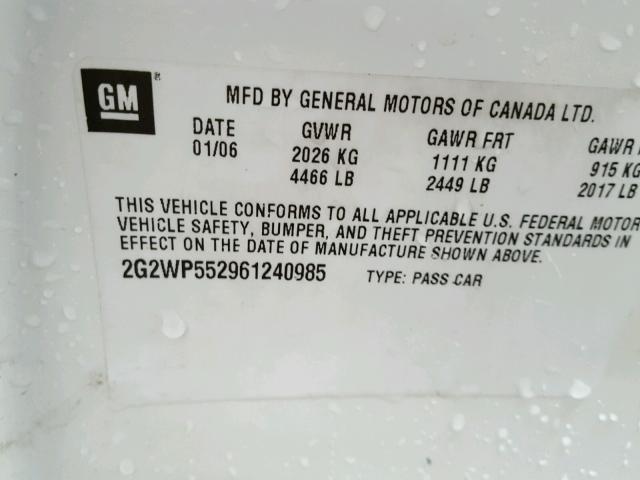 GM
®
MFD BY GENERAL MOTORS OF CANADA LTD.
DATE GVWR GAWR FRT GAWR
01/06 2026 KG 1111 KG 915 KG
4466 LB 2449 LB 2017 LB
THIS VEHICLE CONFORMS TO ALL APPLICABLE U.S. FEDERAL MOTOR
VEHICLE SAFETY, BUMPER, AND THEFT PREVENTION STANDARDS IN
EFFECT ON THE DATE OF MANUFACTURE SHOWN ABOVE.
2G2WP552961240985 TYPE: PASS CAR